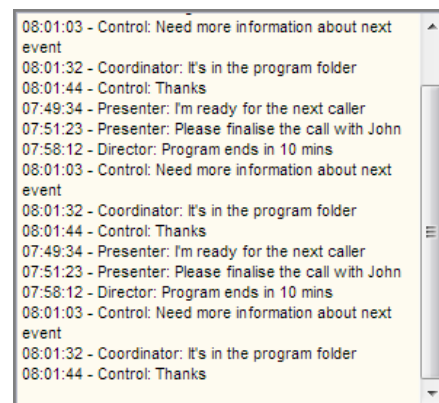 08:01:03 - Control: Need more information about next
event
08:01:32 - Coordinator: It's in the program folder
08:01:44 - Control: Thanks
07:49:34 - Presenter: I'm ready for the next caller
07:51:23 - Presenter: Please finalise the call with John
07:58:12 - Director: Program ends in 10 mins
08:01:03 - Control: Need more information about next
event
08:01:32 - Coordinator: It's in the program folder
08:01:44 - Control: Thanks
07:49:34 - Presenter: I'm ready for the next caller
07:51:23 - Presenter: Please finalise the call with John
07:58:12 - Director: Program ends in 10 mins
08:01:03 - Control: Need more information about next
event
08:01:32 - Coordinator: It's in the program folder
08:01:44 - Control: Thanks